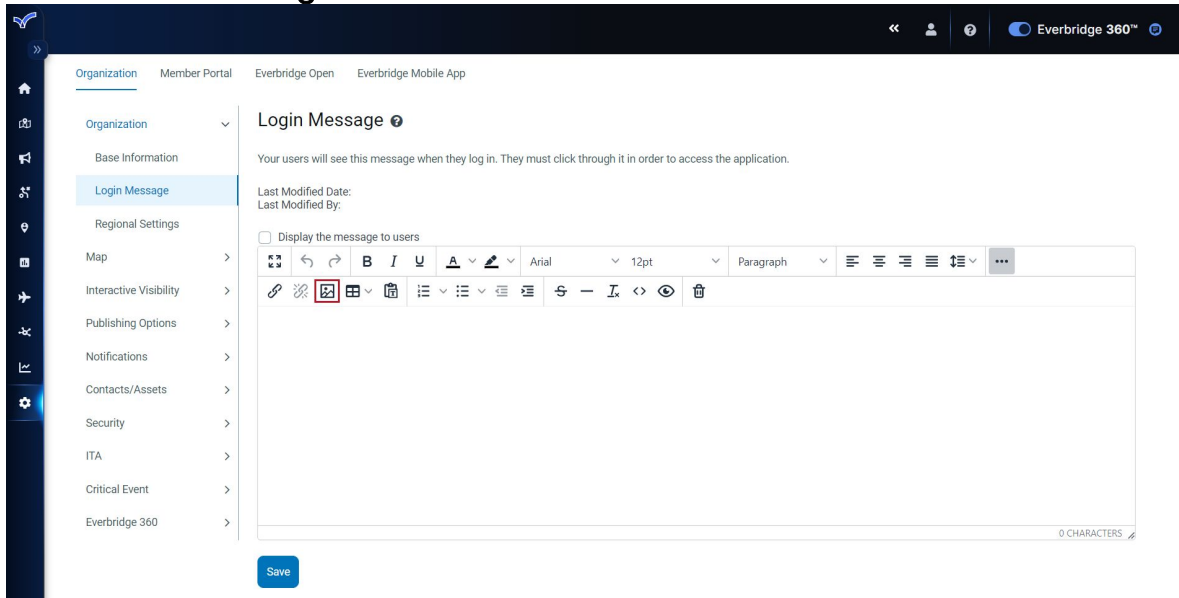 Everbridge 360™
Organization Member Portal Everbridge Open Everbridge Mobile App
Organization
Base Information
Login Message
Regional Settings
Map
Interactive Visibility
Publishing Options
Notifications
Contacts/Assets
Security
ITA
Critical Event
Everbridge 360
Login Message
Your users will see this message when they log in. They must click through it in order to access the application.
Last Modified Date:
Last Modified By:
Display the message to users
B I U A Arial 12pt Paragraph
0 CHARACTERS
Save